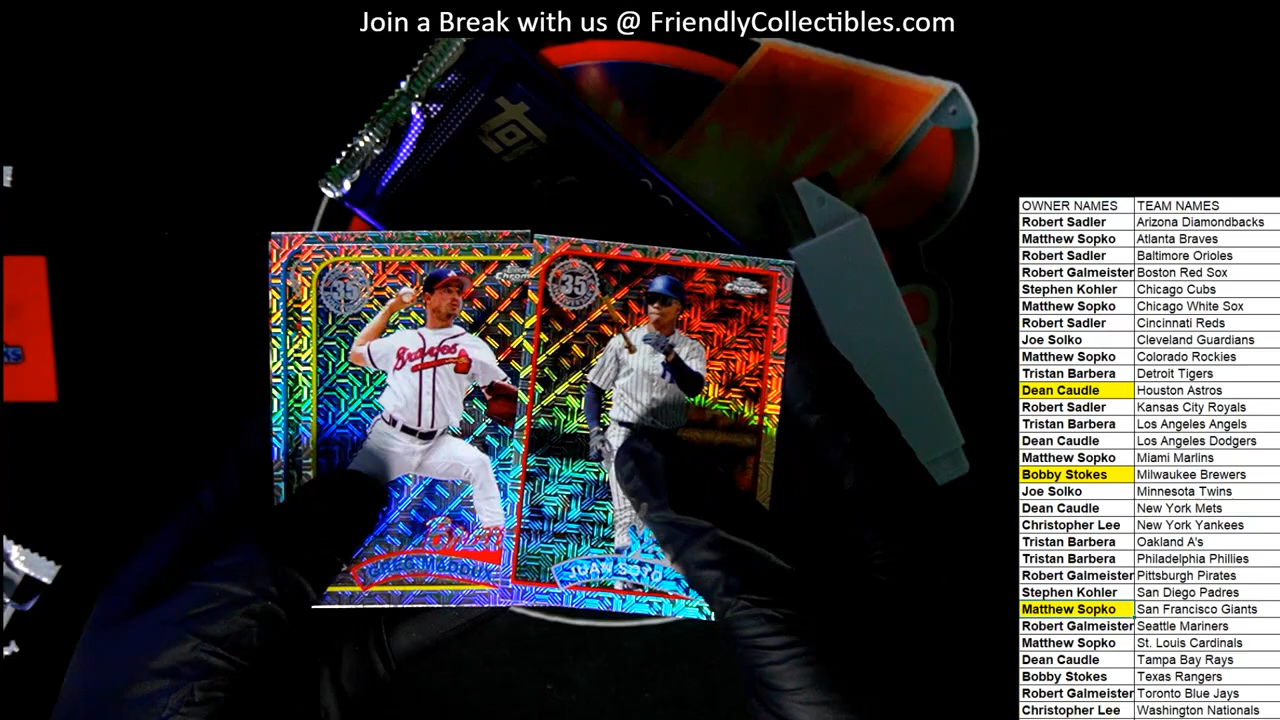 Join a Break with us @ FriendlyCollectibles.com
OWNER NAMES TEAM NAMES
Robert Sadler Arizona Diamondbacks
Matthew Sopko Atlanta Braves
Robert Sadler Baltimore Orioles
Robert Galmeister Boston Red Sox
Stephen Kohler Chicago Cubs
Matthew Sopko Chicago White Sox
Robert Sadler Cincinnati Reds
Joe Solko Cleveland Guardians
Matthew Sopko Colorado Rockies
Tristan Barbera Detroit Tigers
Dean Caudle Houston Astros
Robert Sadler Kansas City Royals
Tristan Barbera Los Angeles Angels
Dean Caudle Los Angeles Dodgers
Matthew Sopko Miami Marlins
Bobby Stokes Milwaukee Brewers
Joe Solko Minnesota Twins
Dean Caudle New York Mets
Christopher Lee New York Yankees
Tristan Barbera Oakland A's
Tristan Barbera Philadelphia Phillies
Robert Galmeister Pittsburgh Pirates
Stephen Kohler San Diego Padres
Matthew Sopko San Francisco Giants
Robert Galmeister Seattle Mariners
Matthew Sopko St. Louis Cardinals
Dean Caudle Tampa Bay Rays
Bobby Stokes Texas Rangers
Robert Galmeister Toronto Blue Jays
Christopher Lee Washington Nationals
35
Topps Chrome
Braves
GREG MADDUX
35
Topps Chrome
JUAN SOTO